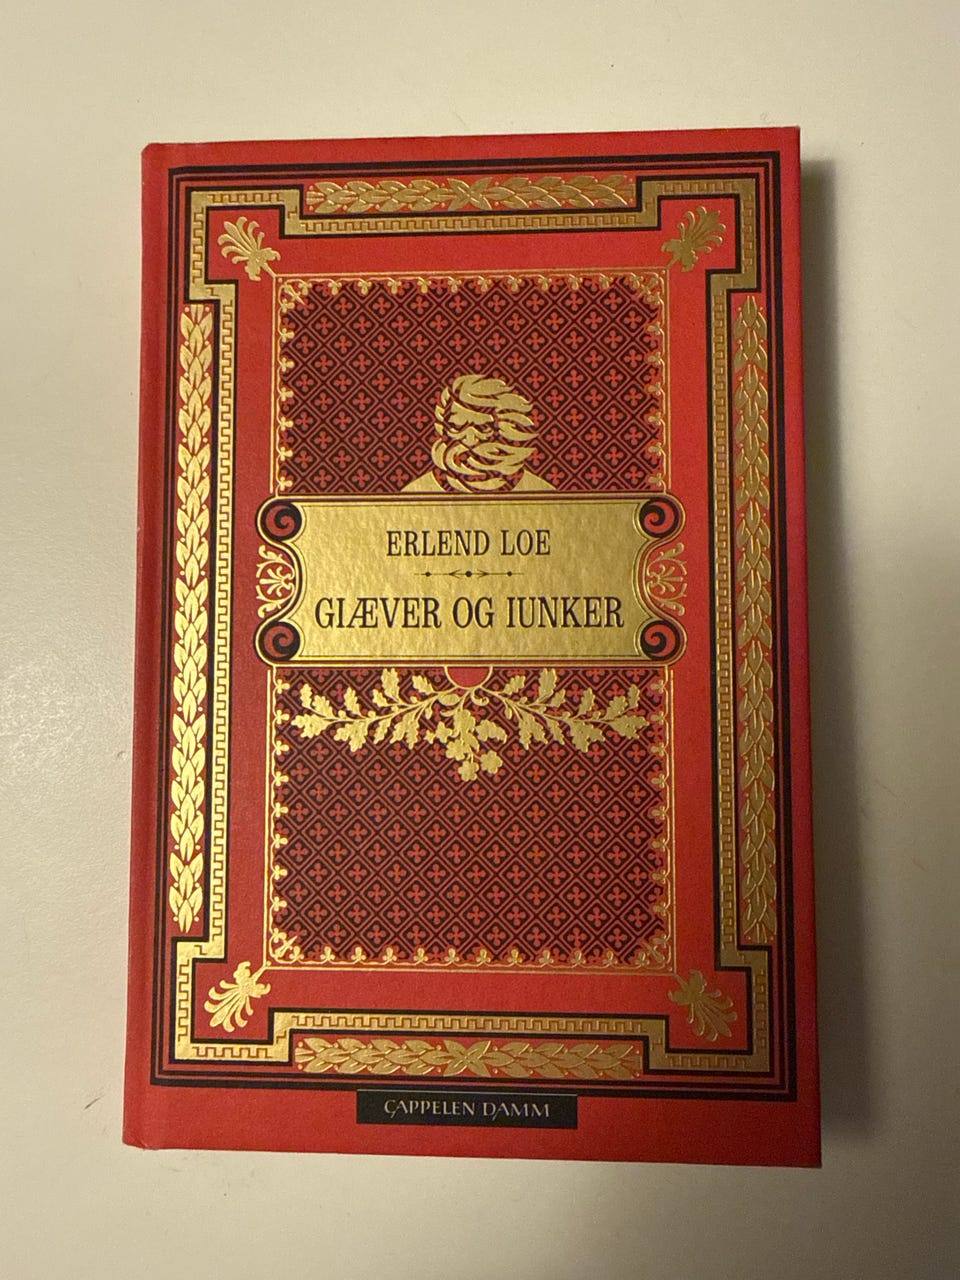 ERLEND LOE
GIÆVER OG IUNKER
CAPPELEN DAMM